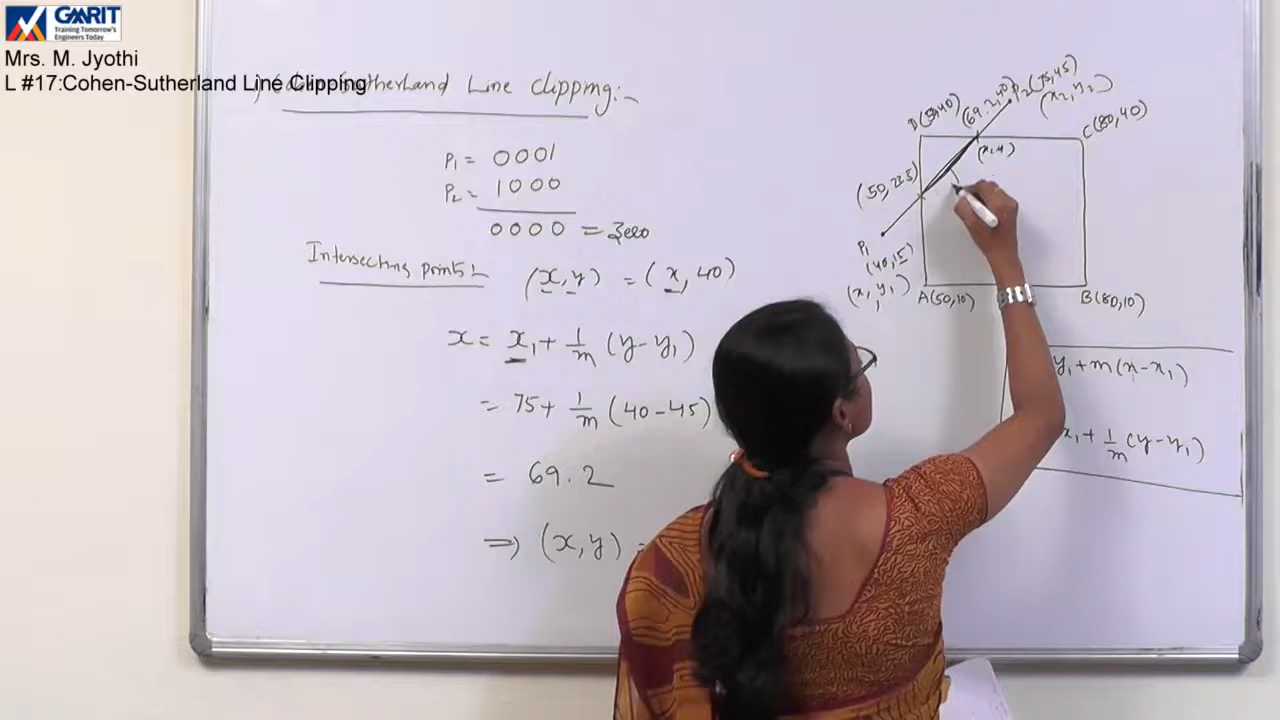 GMRIT
Training Tomorrow's
Engineers Today
Mrs. M. Jyothi
L #17:Cohen-Sutherland Line Clipping
Sutherland Line Clipping:-
P1 = 0001
P2 = 1000
0000 = Zero
Intersecting points:-
(x, y) = (x, 40)
x = x1 + 1/m (y - y1)
= 75 + 1/m (40 - 45)
= 69.2
⇒ (x, y) =
D(50,40)
(69.2,40)
P2(75,45)
(x2, y2)
C(80,40)
(x,y)
(50,22.5)
P1
(40,15)
(x1, y1)
A(50,10)
B(80,10)
y1 + m(x - x1)
x1 + 1/m (y - y1)